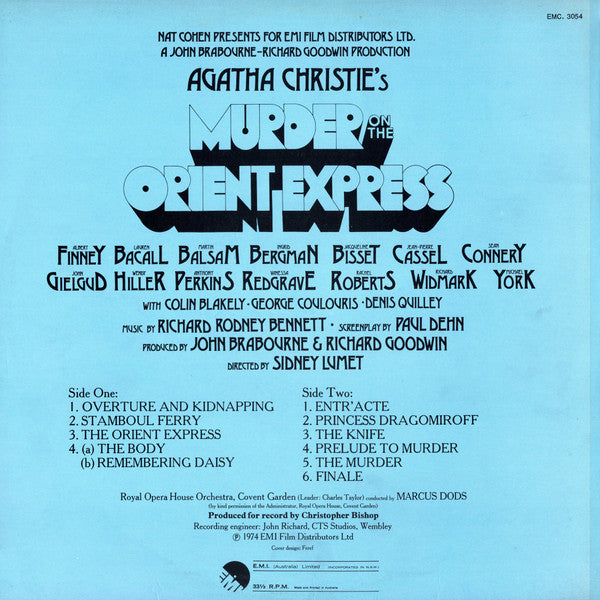 EMC. 3054
NAT COHEN PRESENTS FOR EMI FILM DISTRIBUTORS LTD.
A JOHN BRABOURNE–RICHARD GOODWIN PRODUCTION
AGATHA CHRISTIE's
MURDER ON THE
ORIENT EXPRESS
ALBERT FINNEY LAUREN BACALL MARTIN BALSAM INGRID BERGMAN JACQUELINE BISSET JEAN-PIERRE CASSEL SEAN CONNERY
JOHN GIELGUD WENDY HILLER ANTHONY PERKINS VANESSA REDGRAVE RACHEL ROBERTS RICHARD WIDMARK MICHAEL YORK
WITH COLIN BLAKELY · GEORGE COULOURIS · DENIS QUILLEY
MUSIC BY RICHARD RODNEY BENNETT · SCREENPLAY BY PAUL DEHN
PRODUCED BY JOHN BRABOURNE & RICHARD GOODWIN
DIRECTED BY SIDNEY LUMET
Side One:
1. OVERTURE AND KIDNAPPING
2. STAMBOUL FERRY
3. THE ORIENT EXPRESS
4. (a) THE BODY
(b) REMEMBERING DAISY
Side Two:
1. ENTR'ACTE
2. PRINCESS DRAGOMIROFF
3. THE KNIFE
4. PRELUDE TO MURDER
5. THE MURDER
6. FINALE
Royal Opera House Orchestra, Covent Garden (Leader: Charles Taylor) conducted by MARCUS DODS
(by kind permission of the Administrator, Royal Opera House, Covent Garden)
Produced for record by Christopher Bishop
Recording engineer: John Richard, CTS Studios, Wembley
℗ 1974 EMI Film Distributors Ltd
Cover design: Firef
EMI
E.M.I. (Australia) Limited (INCORPORATED IN N.S.W.)
33⅓ R.P.M. Made and Printed in Australia